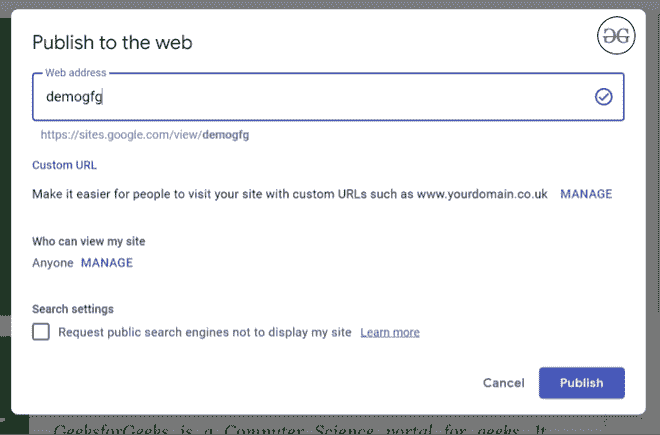 Publish to the web
Web address
demogfg
https://sites.google.com/view/demogfg
Custom URL
Make it easier for people to visit your site with custom URLs such as www.yourdomain.co.uk MANAGE
Who can view my site
Anyone MANAGE
Search settings
Request public search engines not to display my site Learn more
Cancel Publish
GeeksforGeeks is a Computer Science portal for geeks. It